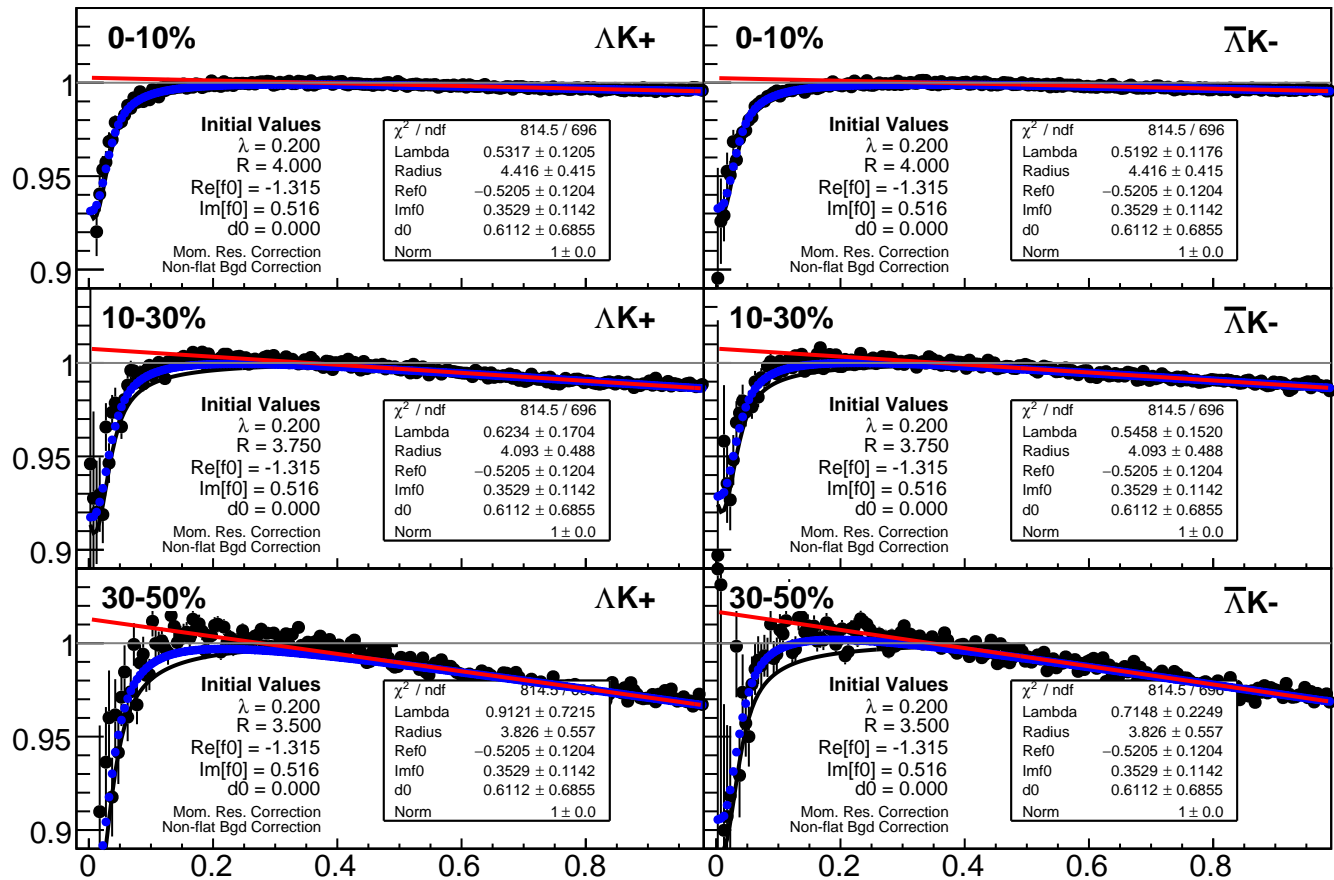 0-10%
ΛK+
1
0.95
0.9
Initial Values
λ = 0.200
R = 4.000
Re[f0] = -1.315
Im[f0] = 0.516
d0 = 0.000
Mom. Res. Correction
Non-flat Bgd Correction
χ² / ndf 814.5 / 696
Lambda 0.5317 ± 0.1205
Radius 4.416 ± 0.415
Ref0 −0.5205 ± 0.1204
Imf0 0.3529 ± 0.1142
d0 0.6112 ± 0.6855
Norm 1 ± 0.0
0-10%
Λ̅K-
Initial Values
λ = 0.200
R = 4.000
Re[f0] = -1.315
Im[f0] = 0.516
d0 = 0.000
Mom. Res. Correction
Non-flat Bgd Correction
χ² / ndf 814.5 / 696
Lambda 0.5192 ± 0.1176
Radius 4.416 ± 0.415
Ref0 −0.5205 ± 0.1204
Imf0 0.3529 ± 0.1142
d0 0.6112 ± 0.6855
Norm 1 ± 0.0
10-30%
ΛK+
1
0.95
0.9
Initial Values
λ = 0.200
R = 3.750
Re[f0] = -1.315
Im[f0] = 0.516
d0 = 0.000
Mom. Res. Correction
Non-flat Bgd Correction
χ² / ndf 814.5 / 696
Lambda 0.6234 ± 0.1704
Radius 4.093 ± 0.488
Ref0 −0.5205 ± 0.1204
Imf0 0.3529 ± 0.1142
d0 0.6112 ± 0.6855
Norm 1 ± 0.0
10-30%
Λ̅K-
Initial Values
λ = 0.200
R = 3.750
Re[f0] = -1.315
Im[f0] = 0.516
d0 = 0.000
Mom. Res. Correction
Non-flat Bgd Correction
χ² / ndf 814.5 / 696
Lambda 0.5458 ± 0.1520
Radius 4.093 ± 0.488
Ref0 −0.5205 ± 0.1204
Imf0 0.3529 ± 0.1142
d0 0.6112 ± 0.6855
Norm 1 ± 0.0
30-50%
ΛK+
1
0.95
0.9
Initial Values
λ = 0.200
R = 3.500
Re[f0] = -1.315
Im[f0] = 0.516
d0 = 0.000
Mom. Res. Correction
Non-flat Bgd Correction
χ² / ndf 814.5 / 696
Lambda 0.9121 ± 0.7215
Radius 3.826 ± 0.557
Ref0 −0.5205 ± 0.1204
Imf0 0.3529 ± 0.1142
d0 0.6112 ± 0.6855
Norm 1 ± 0.0
30-50%
Λ̅K-
Initial Values
λ = 0.200
R = 3.500
Re[f0] = -1.315
Im[f0] = 0.516
d0 = 0.000
Mom. Res. Correction
Non-flat Bgd Correction
χ² / ndf 814.5 / 696
Lambda 0.7148 ± 0.2249
Radius 3.826 ± 0.557
Ref0 −0.5205 ± 0.1204
Imf0 0.3529 ± 0.1142
d0 0.6112 ± 0.6855
Norm 1 ± 0.0
0 0.2 0.4 0.6 0.8 0 0.2 0.4 0.6 0.8